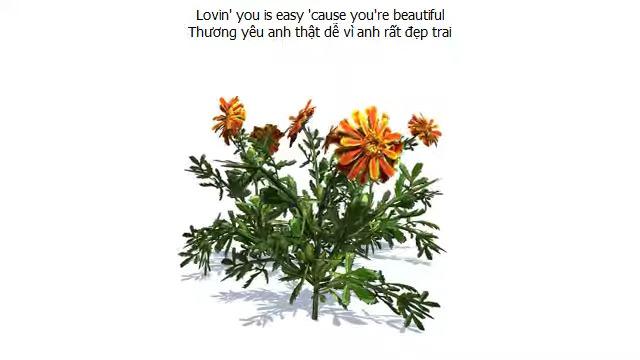 Lovin' you is easy 'cause you're beautiful
Thương yêu anh thật dễ vì anh rất đẹp trai